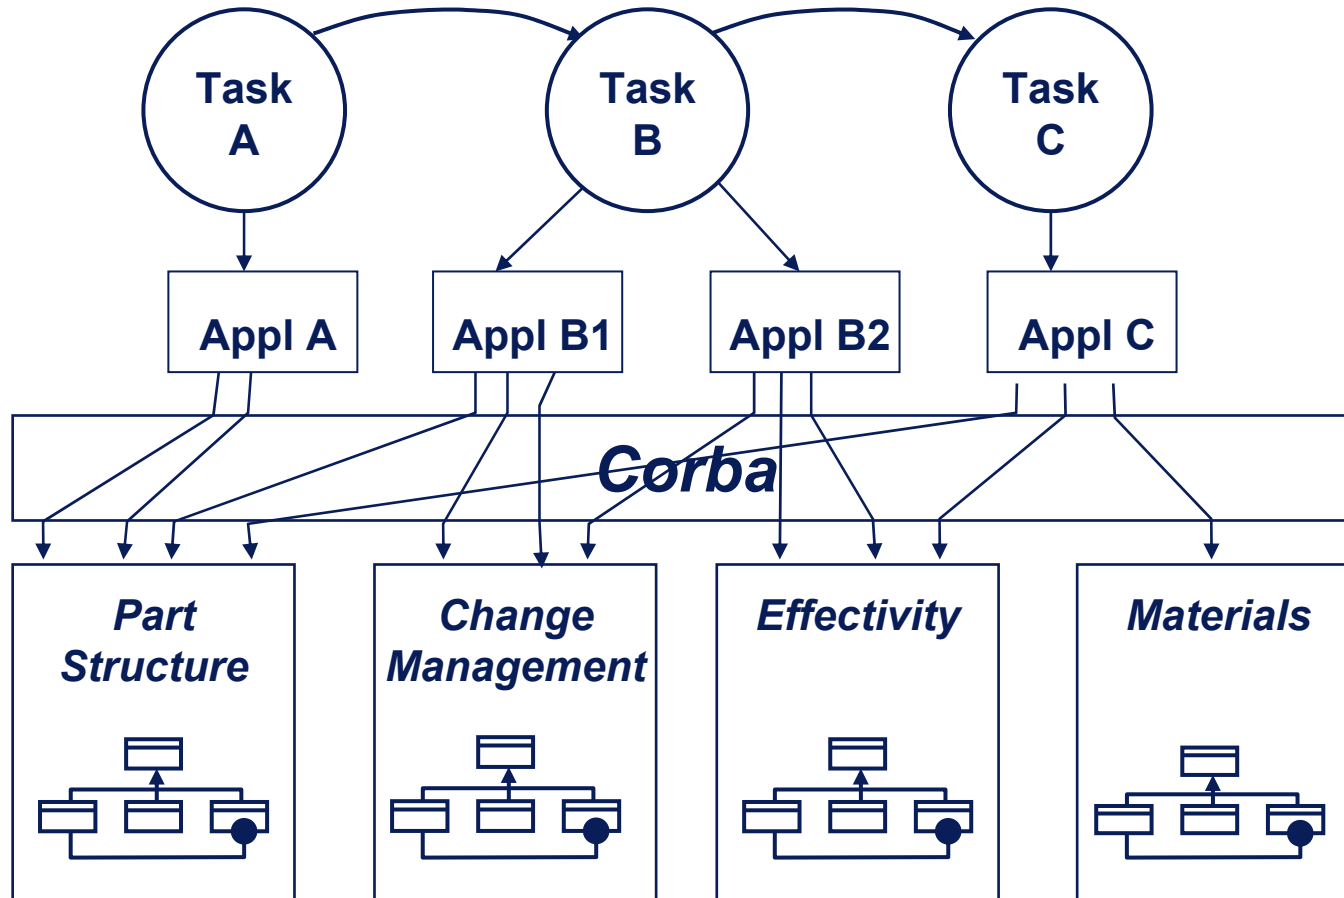 Task
A
Task
B
Task
C
Appl A
Appl B1
Appl B2
Appl C
Corba
Part
Structure
Change
Management
Effectivity
Materials